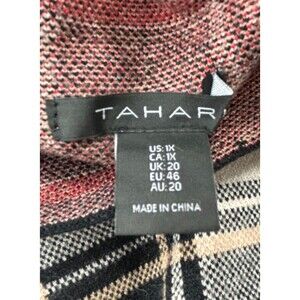 TAHARI
US: 1X
CA: 1X
UK: 20
EU: 46
AU: 20
MADE IN CHINA